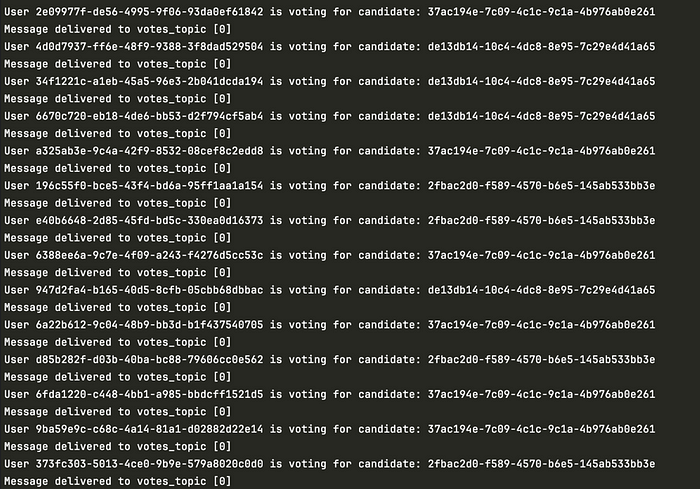 User 2e09977f-de56-4995-9f06-93da0ef61842 is voting for candidate: 37ac194e-7c09-4c1c-9c1a-4b976ab0e261
Message delivered to votes_topic [0]
User 4d0d7937-ff6e-48f9-9388-3f8dad529504 is voting for candidate: de13db14-10c4-4dc8-8e95-7c29e4d41a65
Message delivered to votes_topic [0]
User 34f1221c-a1eb-45a5-96e3-2b041dcda194 is voting for candidate: de13db14-10c4-4dc8-8e95-7c29e4d41a65
Message delivered to votes_topic [0]
User 6670c720-eb18-4de6-bb53-d2f794cf5ab4 is voting for candidate: de13db14-10c4-4dc8-8e95-7c29e4d41a65
Message delivered to votes_topic [0]
User a325ab3e-9c4a-42f9-8532-08cef8c2edd8 is voting for candidate: 37ac194e-7c09-4c1c-9c1a-4b976ab0e261
Message delivered to votes_topic [0]
User 196c55f0-bce5-43f4-bd6a-95ff1aa1a154 is voting for candidate: 2fbac2d0-f589-4570-b6e5-145ab533bb3e
Message delivered to votes_topic [0]
User e40b6648-2d85-45fd-bd5c-330ea0d16373 is voting for candidate: 2fbac2d0-f589-4570-b6e5-145ab533bb3e
Message delivered to votes_topic [0]
User 6388ee6a-9c7e-4f09-a243-f4276d5cc53c is voting for candidate: 37ac194e-7c09-4c1c-9c1a-4b976ab0e261
Message delivered to votes_topic [0]
User 947d2fa4-b165-40d5-8cfb-05cbb68dbbac is voting for candidate: de13db14-10c4-4dc8-8e95-7c29e4d41a65
Message delivered to votes_topic [0]
User 6a22b612-9c04-48b9-bb3d-b1f437540705 is voting for candidate: 37ac194e-7c09-4c1c-9c1a-4b976ab0e261
Message delivered to votes_topic [0]
User d85b282f-d03b-40ba-bc88-79606cc0e562 is voting for candidate: 2fbac2d0-f589-4570-b6e5-145ab533bb3e
Message delivered to votes_topic [0]
User 6fda1220-c448-4bb1-a985-bbdcff1521d5 is voting for candidate: 37ac194e-7c09-4c1c-9c1a-4b976ab0e261
Message delivered to votes_topic [0]
User 9ba59e9c-c68c-4a14-81a1-d02882d22e14 is voting for candidate: 37ac194e-7c09-4c1c-9c1a-4b976ab0e261
Message delivered to votes_topic [0]
User 373fc303-5013-4ce0-9b9e-579a8020c0d0 is voting for candidate: 2fbac2d0-f589-4570-b6e5-145ab533bb3e
Message delivered to votes_topic [0]